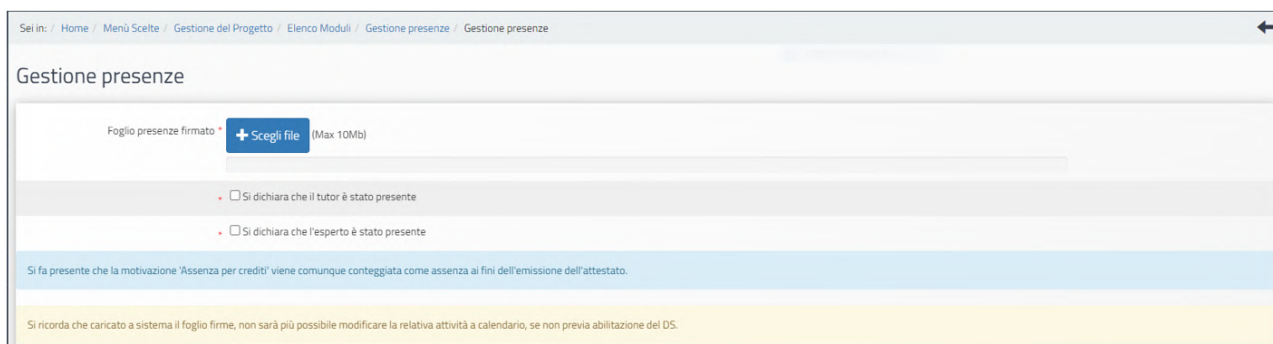 Sei in: / Home / Menù Scelte / Gestione del Progetto / Elenco Moduli / Gestione presenze / Gestione presenze
Gestione presenze
Foglio presenze firmato * + Scegli file (Max 10Mb)
* Si dichiara che il tutor è stato presente
* Si dichiara che l'esperto è stato presente
Si fa presente che la motivazione 'Assenza per crediti' viene comunque conteggiata come assenza ai fini dell'emissione dell'attestato.
Si ricorda che caricato a sistema il foglio firme, non sarà più possibile modificare la relativa attività a calendario, se non previa abilitazione del DS.